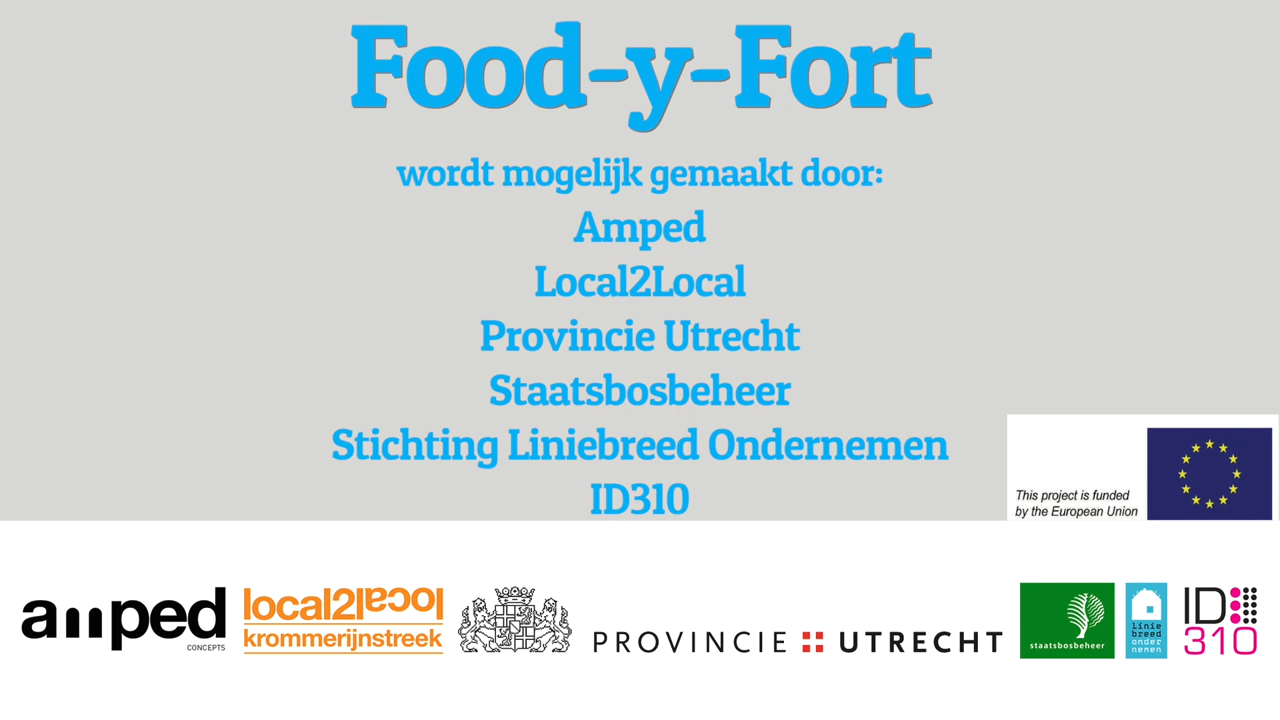 Food-y-Fort
wordt mogelijk gemaakt door:
Amped
Local2Local
Provincie Utrecht
Staatsbosbeheer
Stichting Liniebreed Ondernemen
ID310
This project is funded
by the European Union
amped
CONCEPTS
local2local
krommerijnstreek
PROVINCIE UTRECHT
staatsbosbeheer
Linie
breed
onder
nemen
ID
310